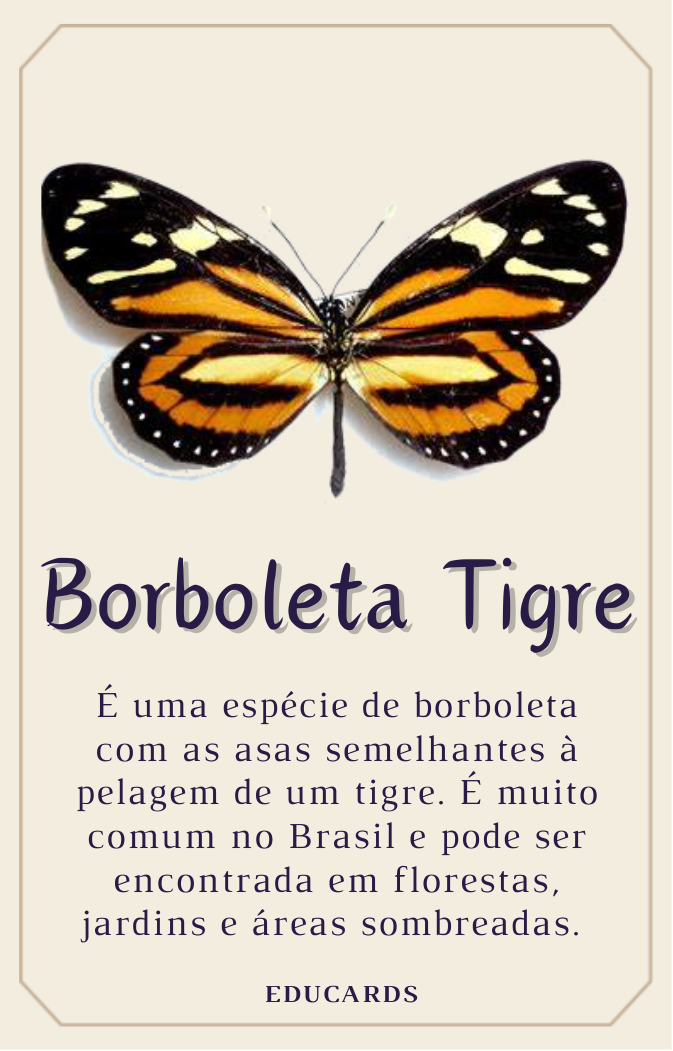 Borboleta Tigre
É uma espécie de borboleta
com as asas semelhantes à
pelagem de um tigre. É muito
comum no Brasil e pode ser
encontrada em florestas,
jardins e áreas sombreadas.
EDUCARDS